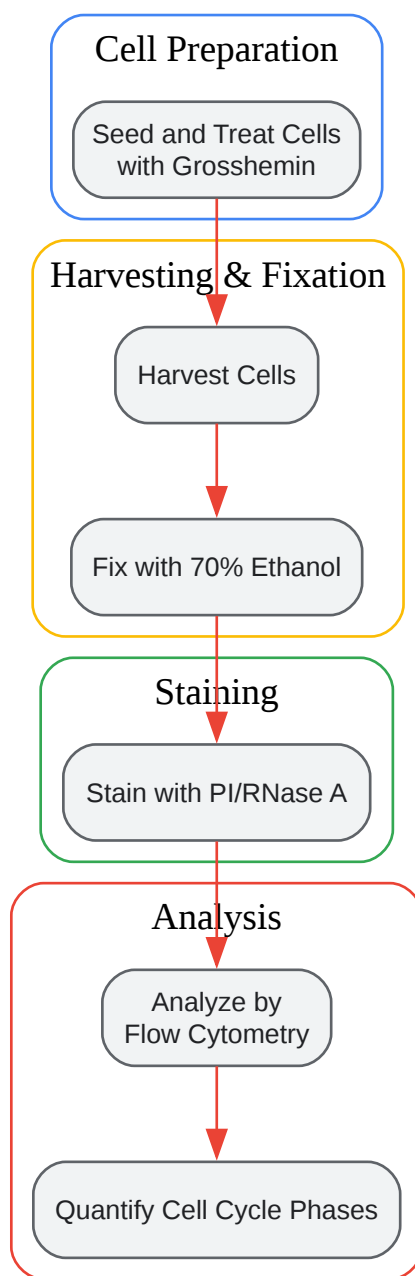 Cell Preparation
Seed and Treat Cells
with Grosshemin
Harvesting & Fixation
Harvest Cells
Fix with 70% Ethanol
Staining
Stain with PI/RNase A
Analysis
Analyze by
Flow Cytometry
Quantify Cell Cycle Phases